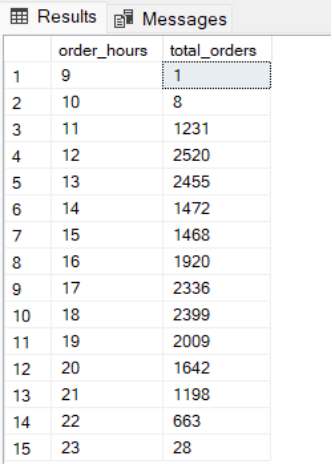 Results Messages
order_hours total_orders
1 9 1
2 10 8
3 11 1231
4 12 2520
5 13 2455
6 14 1472
7 15 1468
8 16 1920
9 17 2336
10 18 2399
11 19 2009
12 20 1642
13 21 1198
14 22 663
15 23 28